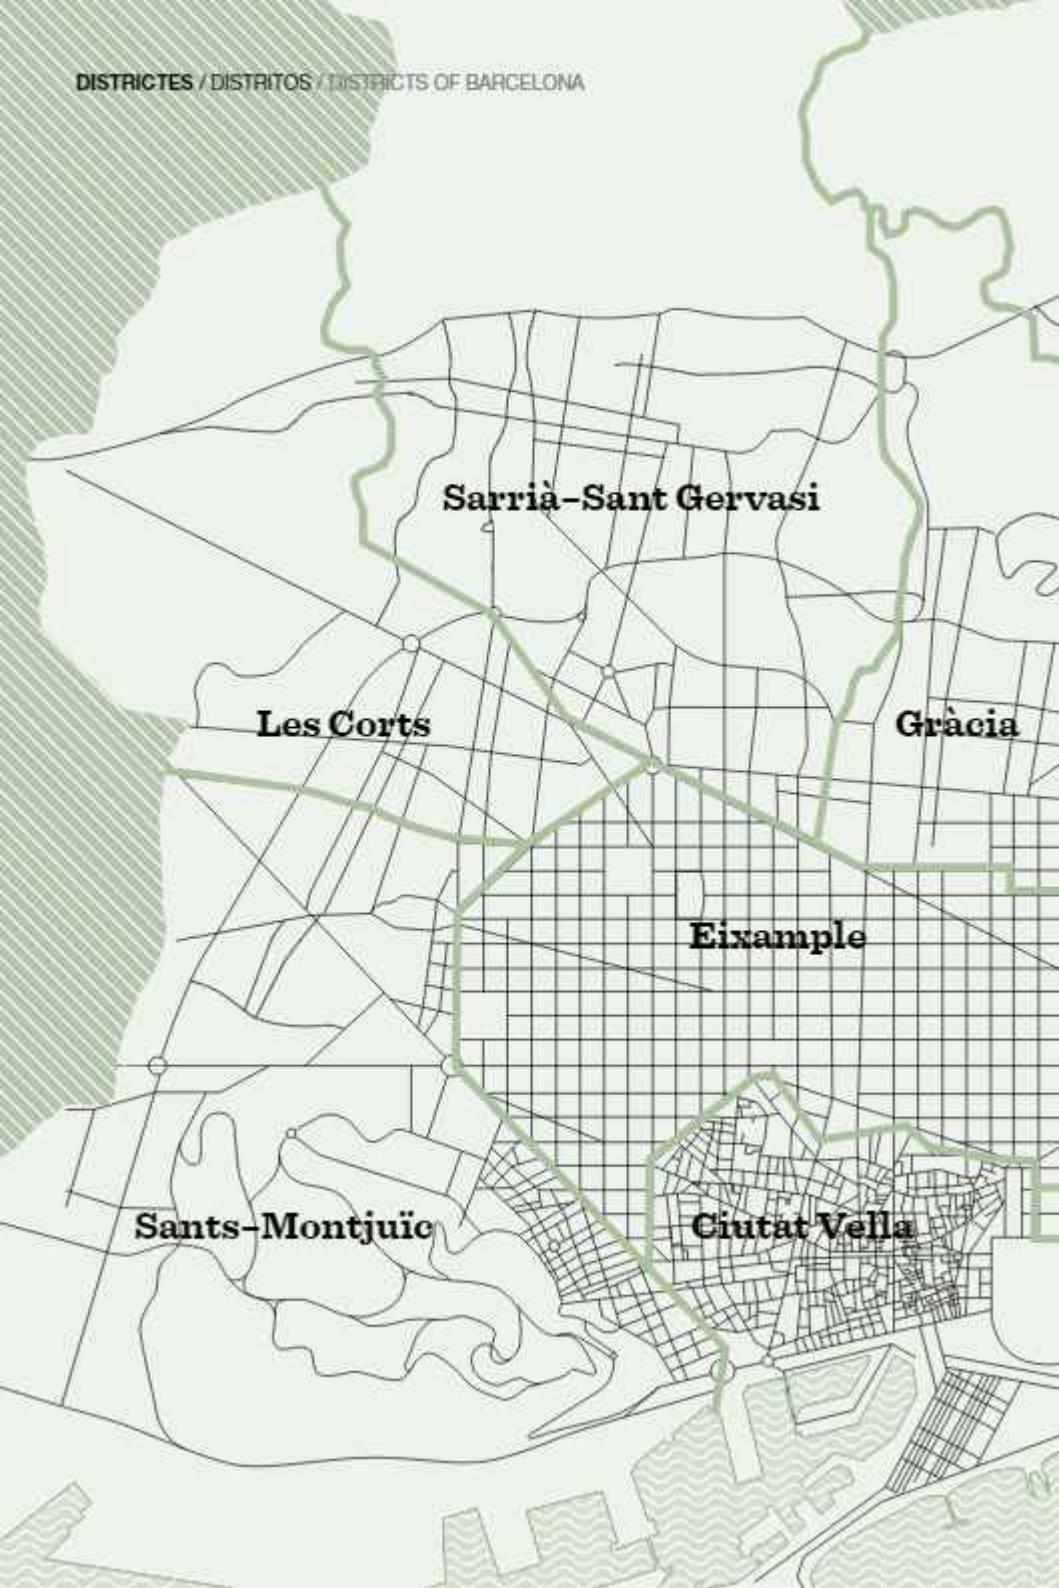 DISTRICTES / DISTRITOS / DISTRICTS OF BARCELONA
Sarrià–Sant Gervasi
Les Corts
Gràcia
Eixample
Sants–Montjuïc
Ciutat Vella